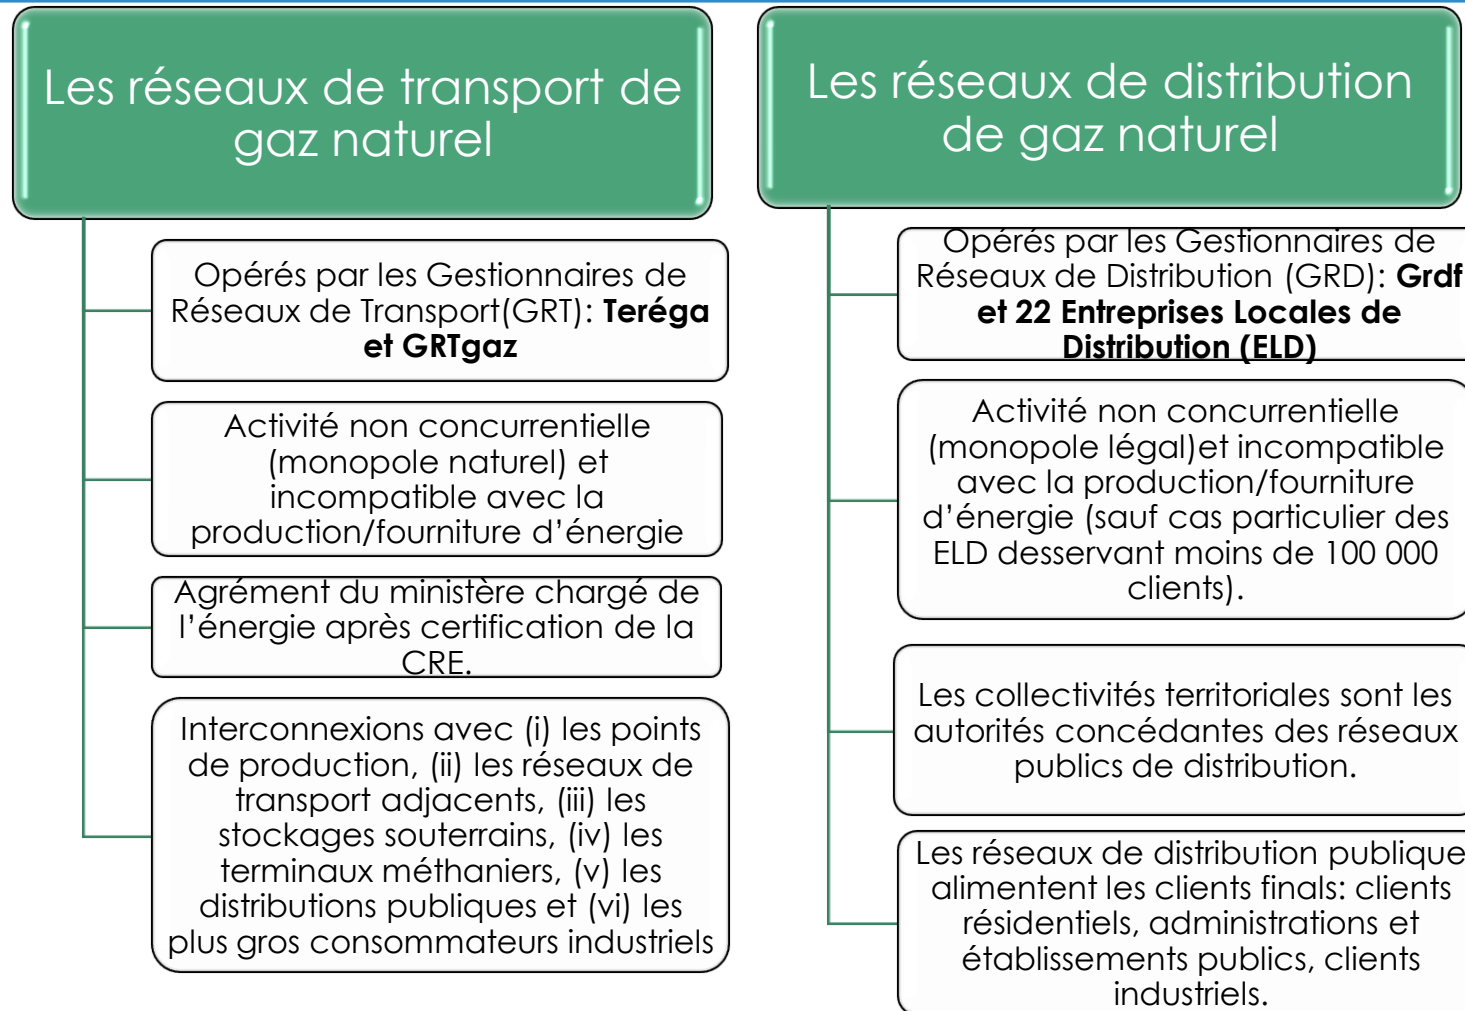 Les réseaux de transport de
gaz naturel
Opérés par les Gestionnaires de
Réseaux de Transport(GRT): Teréga
et GRTgaz
Activité non concurrentielle
(monopole naturel) et
incompatible avec la
production/fourniture d’énergie
Agrément du ministère chargé de
l’énergie après certification de la
CRE.
Interconnexions avec (i) les points
de production, (ii) les réseaux de
transport adjacents, (iii) les
stockages souterrains, (iv) les
terminaux méthaniers, (v) les
distributions publiques et (vi) les
plus gros consommateurs industriels
Les réseaux de distribution
de gaz naturel
Opérés par les Gestionnaires de
Réseaux de Distribution (GRD): Grdf
et 22 Entreprises Locales de
Distribution (ELD)
Activité non concurrentielle
(monopole légal)et incompatible
avec la production/fourniture
d’énergie (sauf cas particulier des
ELD desservant moins de 100 000
clients).
Les collectivités territoriales sont les
autorités concédantes des réseaux
publics de distribution.
Les réseaux de distribution publique
alimentent les clients finals: clients
résidentiels, administrations et
établissements publics, clients
industriels.